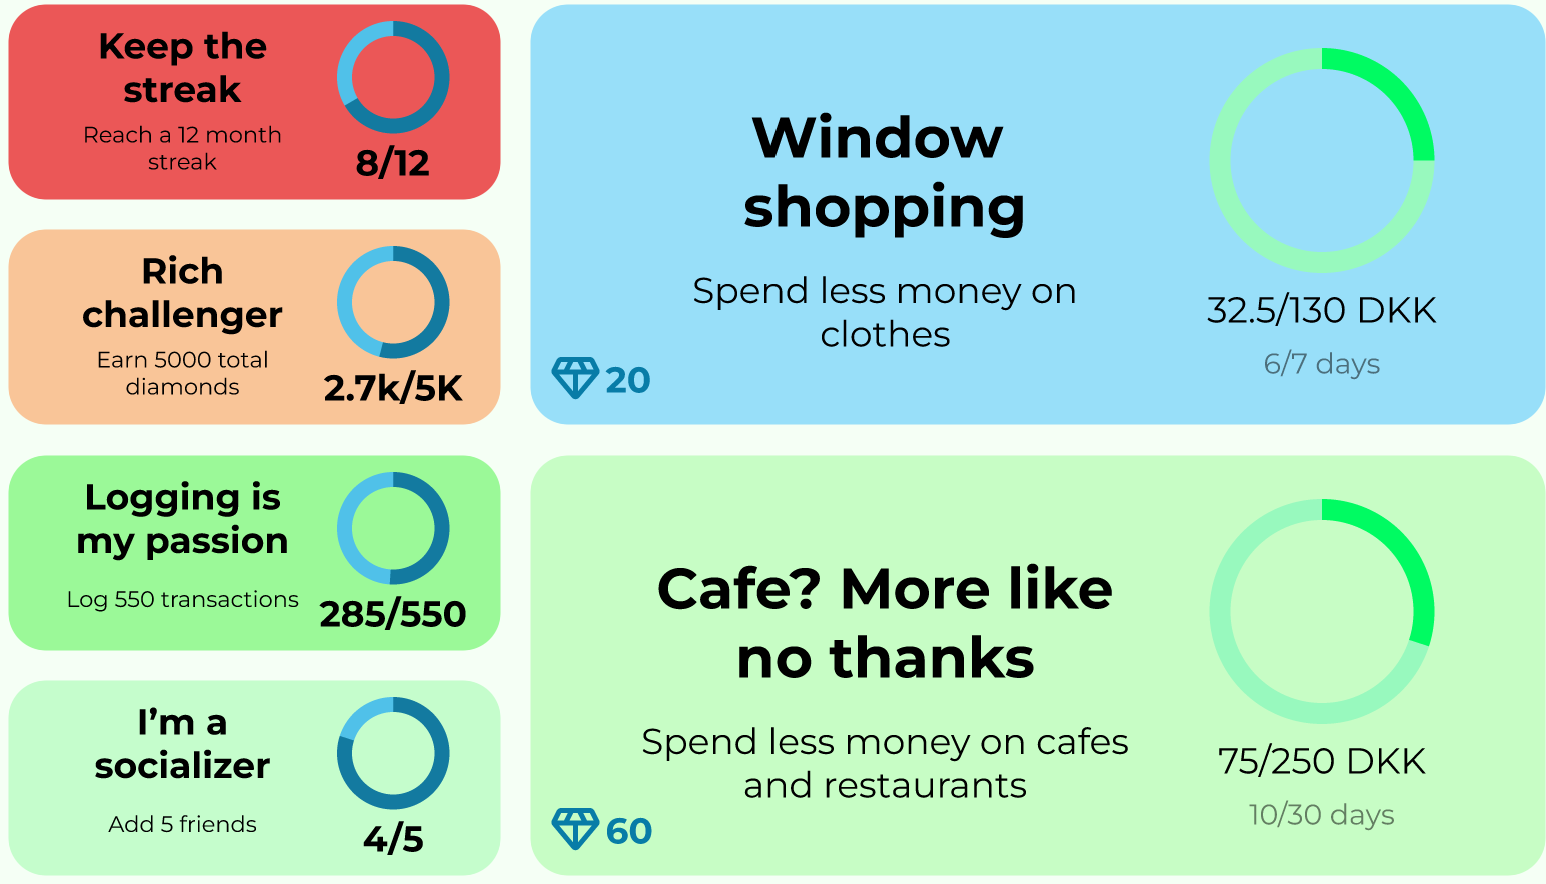 Keep the
streak
Reach a 12 month
streak
8/12
Rich
challenger
Earn 5000 total
diamonds
2.7k/5K
Logging is
my passion
Log 550 transactions
285/550
I’m a
socializer
Add 5 friends
4/5
Window
shopping
Spend less money on
clothes
20
32.5/130 DKK
6/7 days
Cafe? More like
no thanks
Spend less money on cafes
and restaurants
60
75/250 DKK
10/30 days